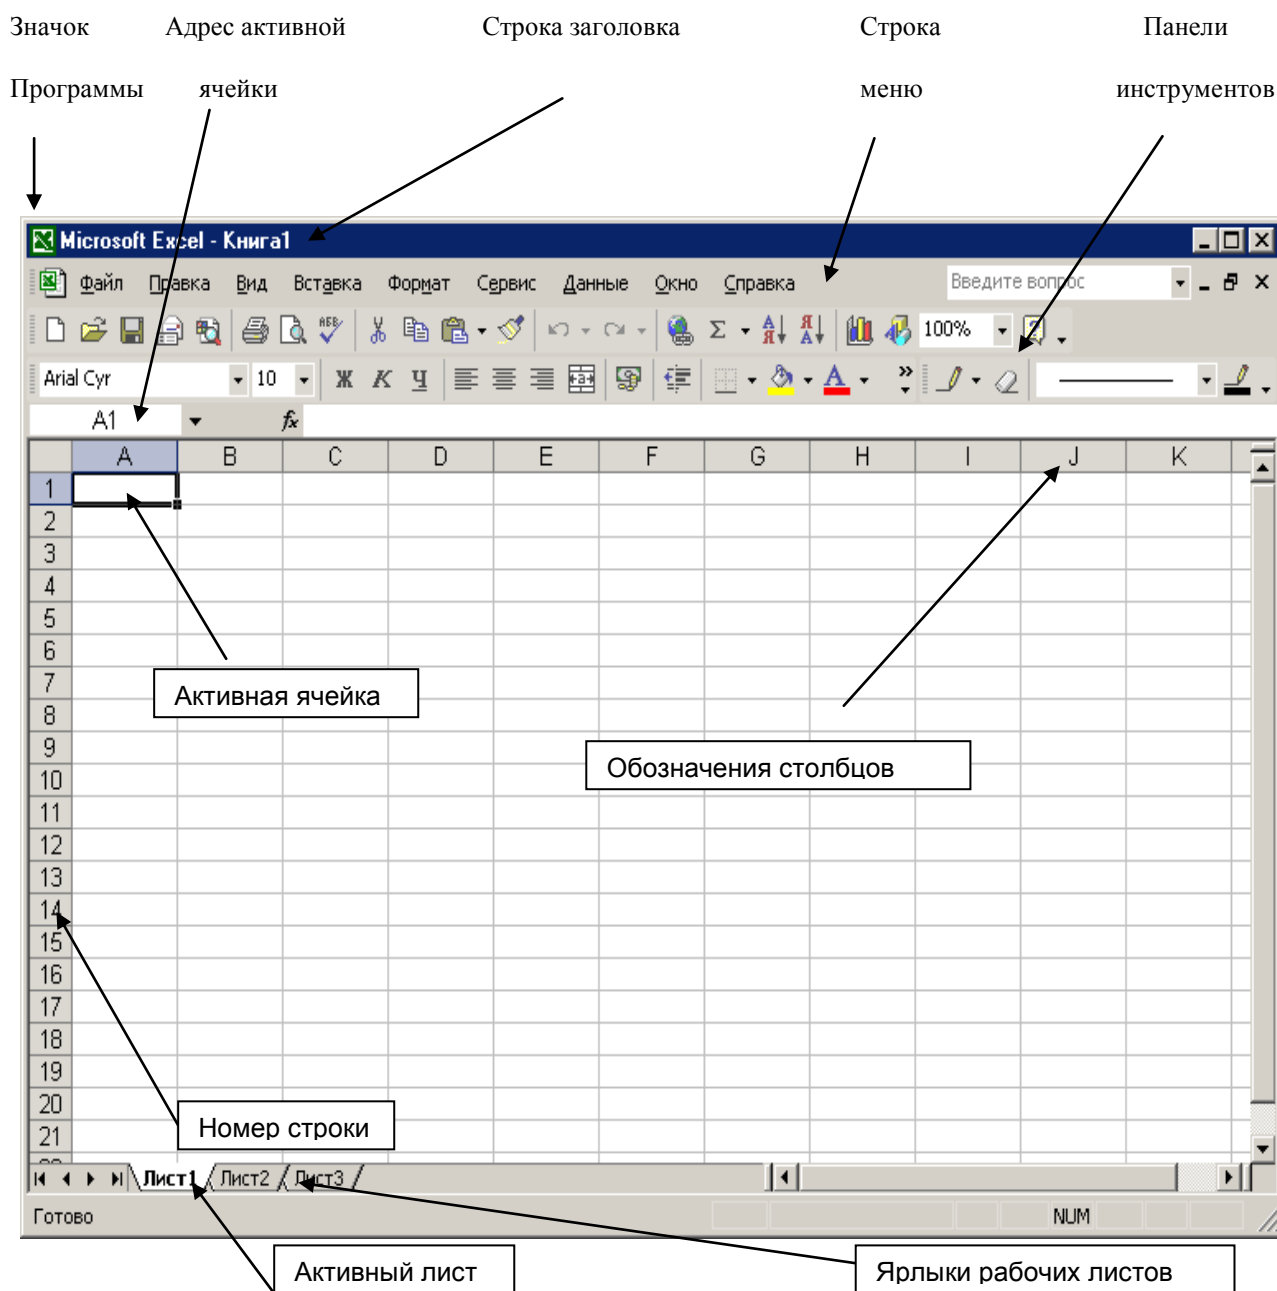 Значок Адрес активной Строка заголовка Строка Панели
Программы ячейки меню инструментов
Microsoft Excel - Книга1
Файл Правка Вид Вставка Формат Сервис Данные Окно Справка Введите вопрос
АБВ Σ А Я Я А 100% ?
Arial Cyr 10 Ж К Ч a А
A1 fx
A B C D E F G H I J K
1
2
3
4
5
6
7
Активная ячейка
8
9
Обозначения столбцов
10
11
12
13
14
15
16
17
18
19
20
Номер строки
21
Лист1 Лист2 Лист3
Готово NUM
Активный лист Ярлыки рабочих листов